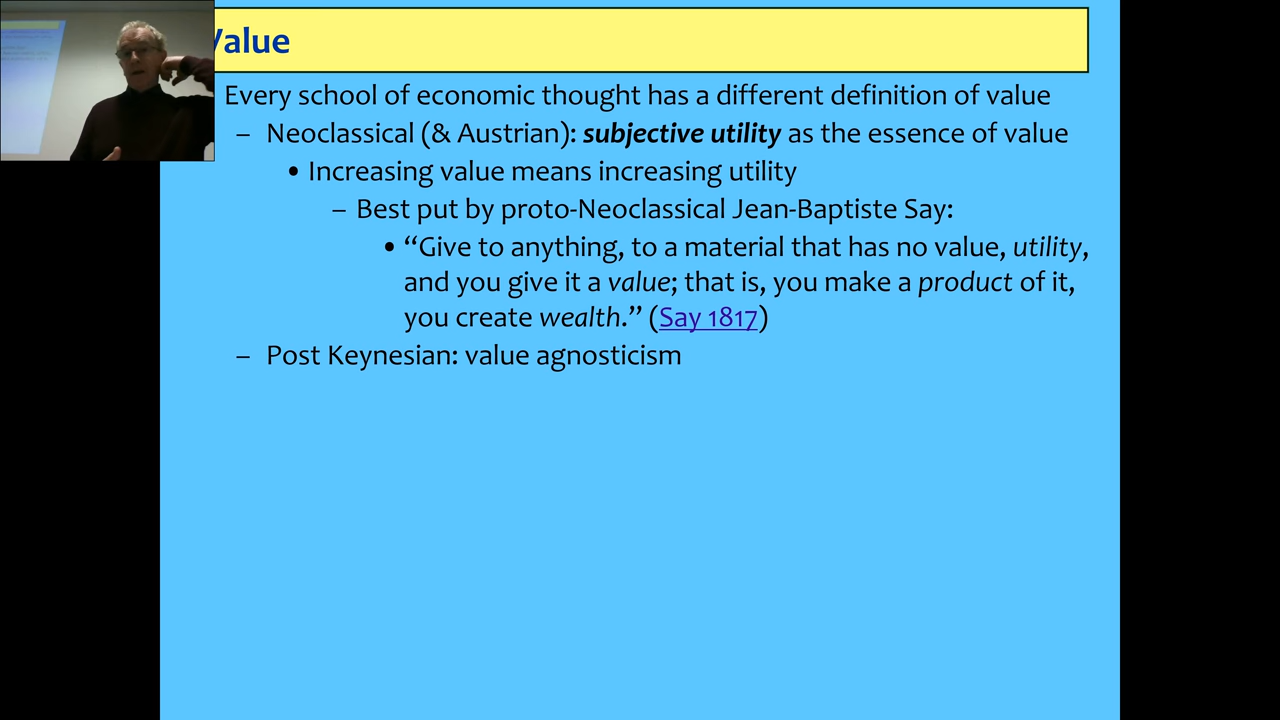 Value
Every school of economic thought has a different definition of value
– Neoclassical (& Austrian): subjective utility as the essence of value
• Increasing value means increasing utility
– Best put by proto-Neoclassical Jean-Baptiste Say:
• “Give to anything, to a material that has no value, utility,
and you give it a value; that is, you make a product of it,
you create wealth.” (Say 1817)
– Post Keynesian: value agnosticism